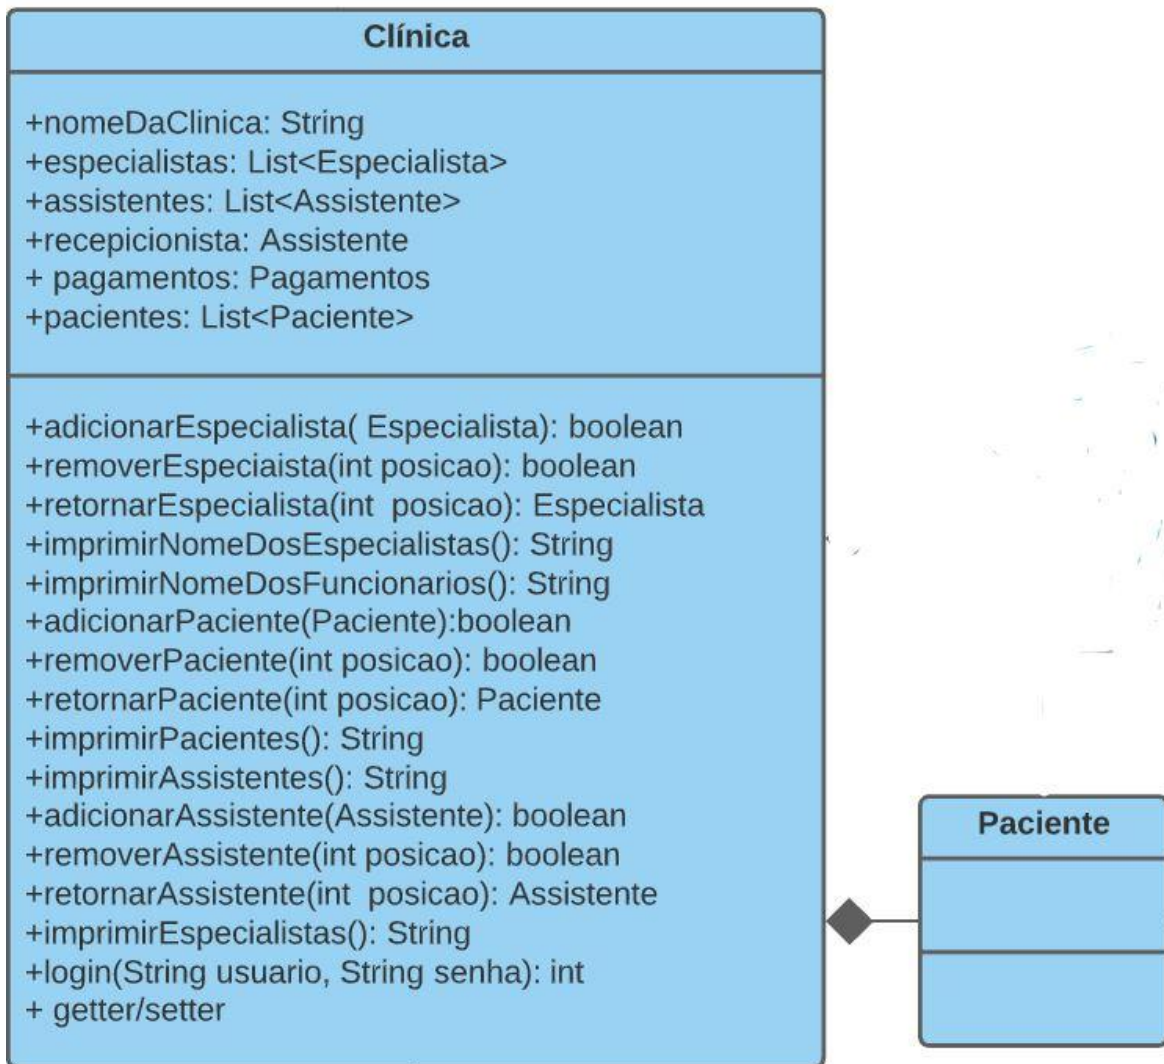 Clínica
+nomeDaClinica: String
+especialistas: List<Especialista>
+assistentes: List<Assistente>
+recepicionista: Assistente
+ pagamentos: Pagamentos
+pacientes: List<Paciente>
+adicionarEspecialista( Especialista): boolean
+removerEspeciaista(int posicao): boolean
+retornarEspecialista(int  posicao): Especialista
+imprimirNomeDosEspecialistas(): String
+imprimirNomeDosFuncionarios(): String
+adicionarPaciente(Paciente):boolean
+removerPaciente(int posicao): boolean
+retornarPaciente(int posicao): Paciente
+imprimirPacientes(): String
+imprimirAssistentes(): String
+adicionarAssistente(Assistente): boolean
+removerAssistente(int posicao): boolean
+retornarAssistente(int  posicao): Assistente
+imprimirEspecialistas(): String
+login(String usuario, String senha): int
+ getter/setter
Paciente